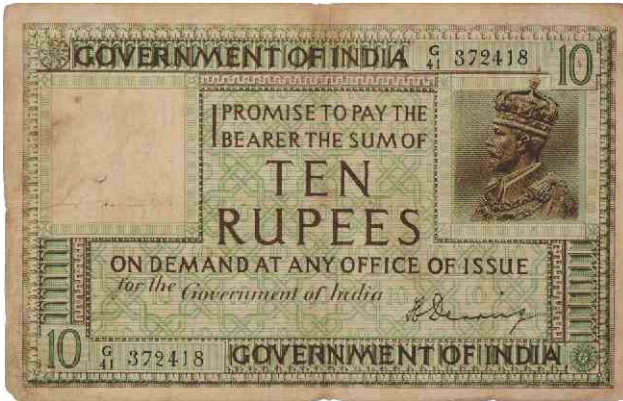 GOVERNMENT OF INDIA G/41 372418 10
I PROMISE TO PAY THE
BEARER THE SUM OF
TEN
RUPEES
ON DEMAND AT ANY OFFICE OF ISSUE
for the Government of India
H Denning
10 G/41 372418 GOVERNMENT OF INDIA